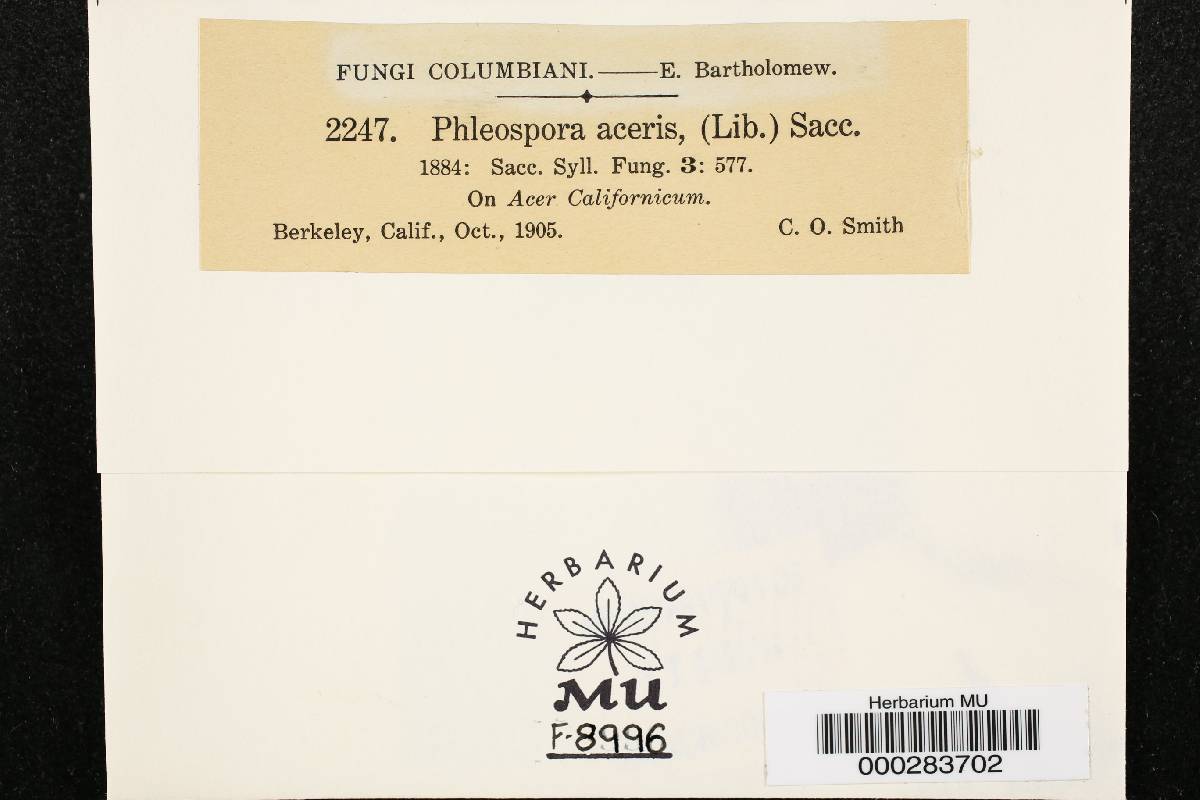 FUNGI COLUMBIANI.——E. Bartholomew.
2247. Phleospora aceris, (Lib.) Sacc.
1884: Sacc. Syll. Fung. 3: 577.
On Acer Californicum.
Berkeley, Calif., Oct., 1905. C. O. Smith
HERBARIUM
MU
F-8996
Herbarium MU
000283702